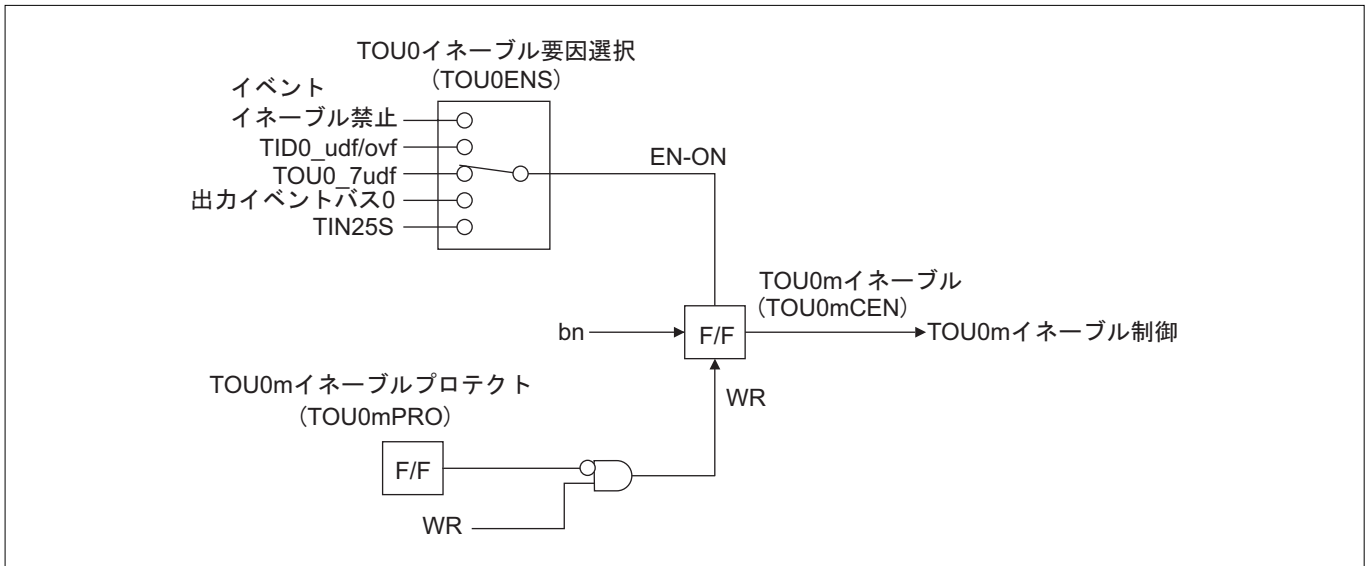 TOU0イネーブル要因選択
(TOU0ENS)
イベント
イネーブル禁止
TID0_udf/ovf
TOU0_7udf
出力イベントバス0
TIN25S
EN-ON
TOU0mイネーブル
(TOU0mCEN)
bn
F/F
TOU0mイネーブル制御
WR
TOU0mイネーブルプロテクト
(TOU0mPRO)
F/F
WR